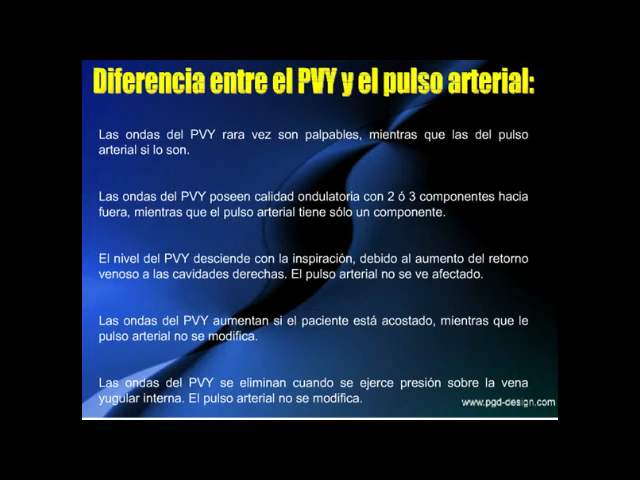 Diferencia entre el PVY y el pulso arterial:
Las ondas del PVY rara vez son palpables, mientras que las del pulso
arterial si lo son.
Las ondas del PVY poseen calidad ondulatoria con 2 ó 3 componentes hacia
fuera, mientras que el pulso arterial tiene sólo un componente.
El nivel del PVY desciende con la inspiración, debido al aumento del retorno
venoso a las cavidades derechas. El pulso arterial no se ve afectado.
Las ondas del PVY aumentan si el paciente está acostado, mientras que le
pulso arterial no se modifica.
Las ondas del PVY se eliminan cuando se ejerce presión sobre la vena
yugular interna. El pulso arterial no se modifica.
www.pgd-design.com